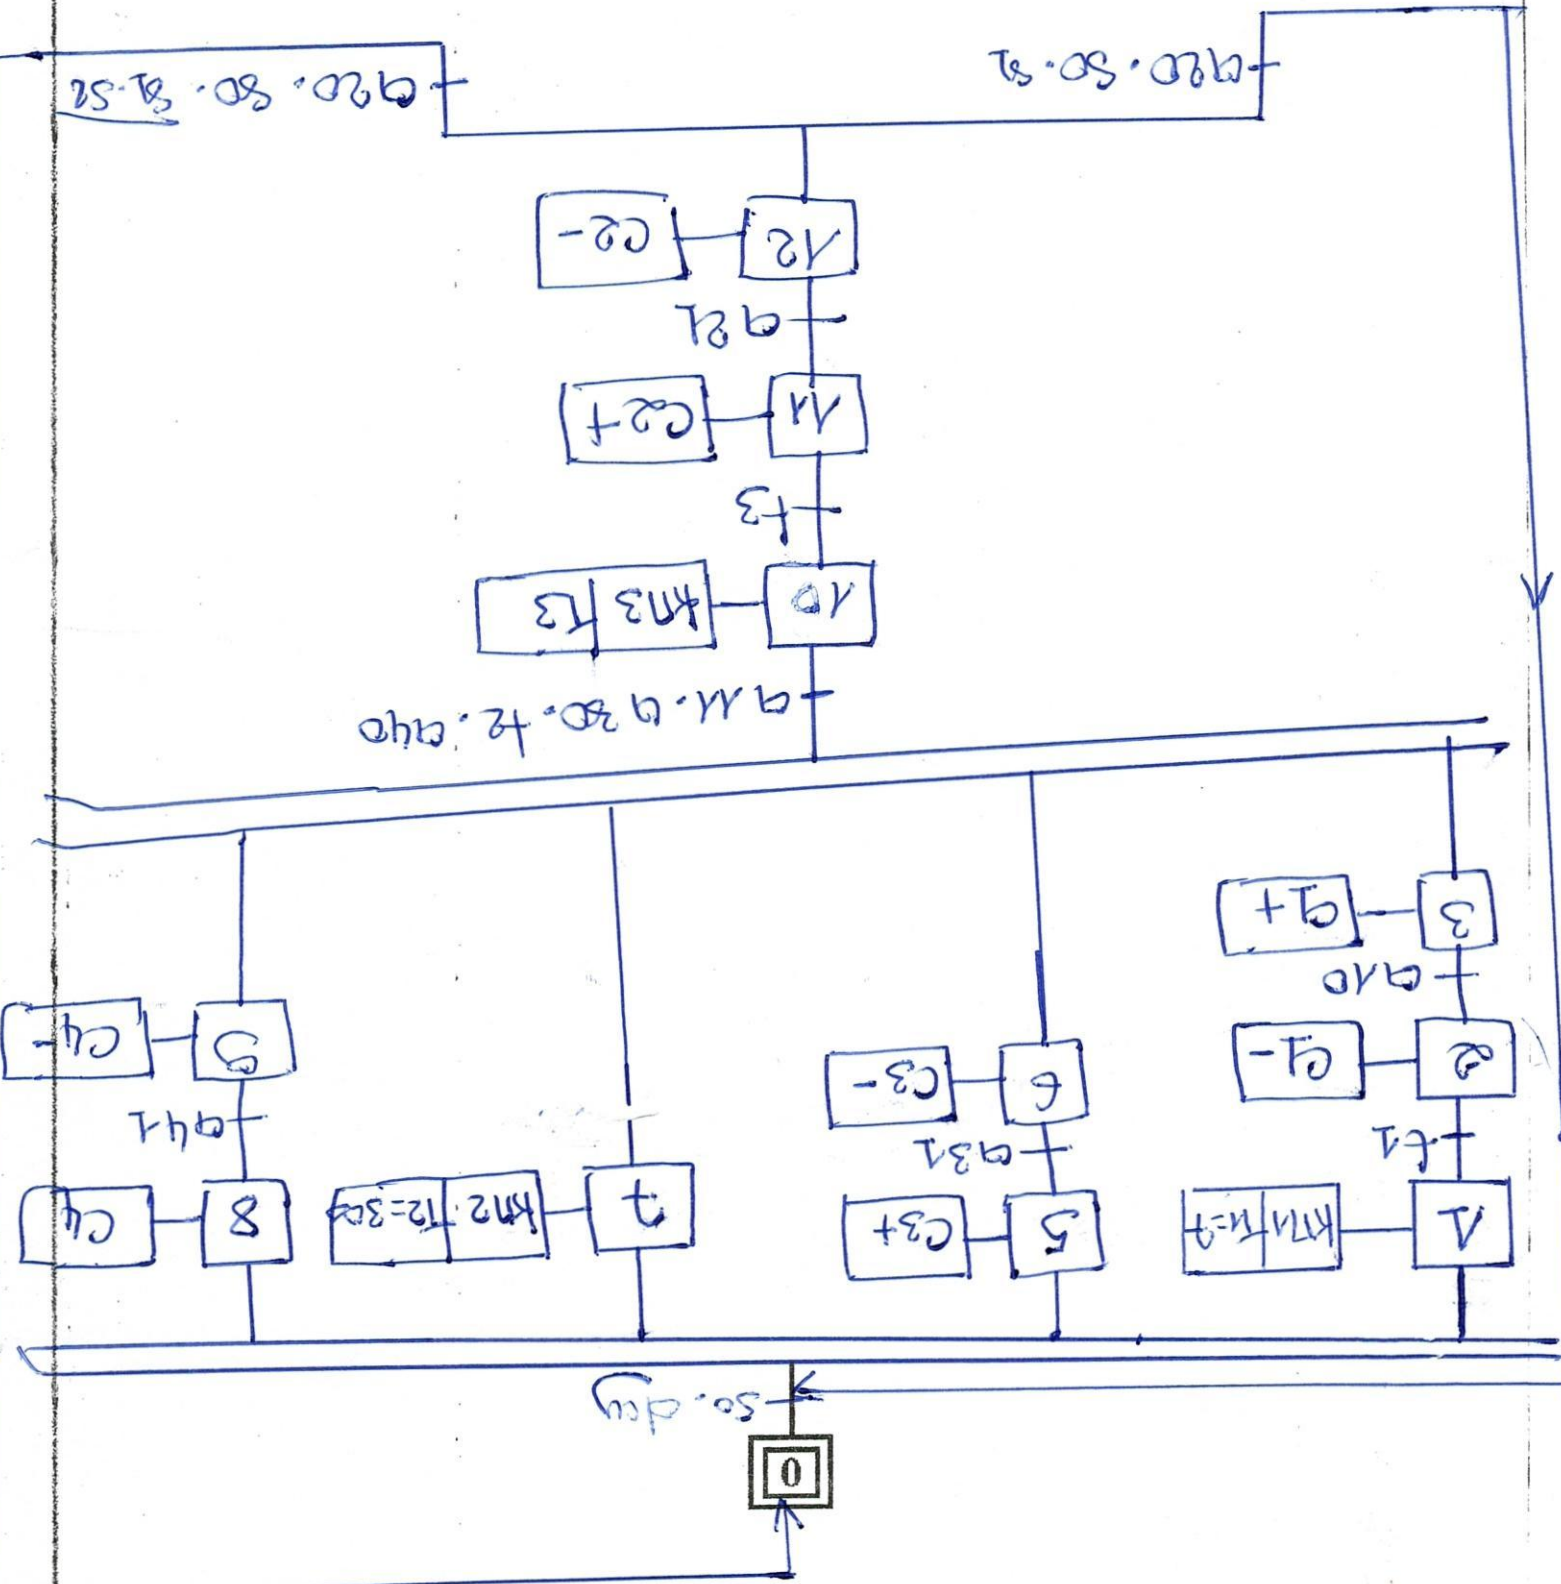 0
s0.dcy
1 KM1 T1=7 5 C3+ 7 KM2 T2=30s 8 C4
t1 a31 a41
2 C1- 6 C3- 9 C4-
a10
3 C1+
a11.a30.t2.a40
10 KM3 T3
t3
11 C2+
a21
12 C2-
a20.s0.s1 a20.s0.s1.s2